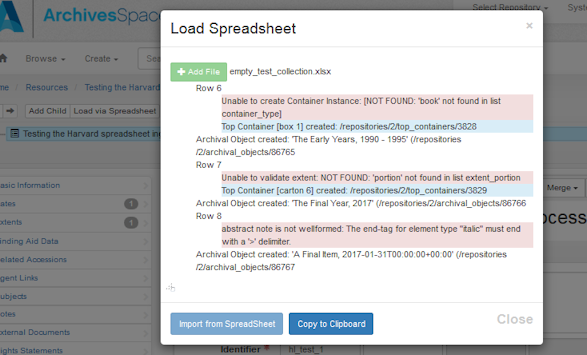 ArchivesSpace
Select Repository
Load Spreadsheet
×
Browse
Create
Add File empty_test_collection.xlsx
Row 6
Unable to create Container Instance: [NOT FOUND: 'book' not found in list
container_type]
Top Container [box 1] created: /repositories/2/top_containers/3828
Archival Object created: 'The Early Years, 1990 - 1995' (/repositories
/2/archival_objects/86765
Row 7
Unable to validate extent: NOT FOUND: 'portion' not found in list extent_portion
Top Container [carton 6] created: /repositories/2/top_containers/3829
Archival Object created: 'The Final Year, 2017' (/repositories/2/archival_objects/86766
Row 8
abstract note is not wellformed: The end-tag for element type "italic" must end
with a '>' delimiter.
Archival Object created: 'A Final Item, 2017-01-31T00:00:00+00:00' (/repositories
/2/archival_objects/86767
Import from SpreadSheet Copy to Clipboard
Close
Resources / Testing the Harvard
Add Child Load via Spreadsheet
Testing the Harvard spreadsheet in
Basic Information
ates 1
xtents 1
inding Aid Data
elated Accessions
gent Links
ubjects
xternal Documents
ights Statements
Merge
ocess
Identifier * hl_test_1